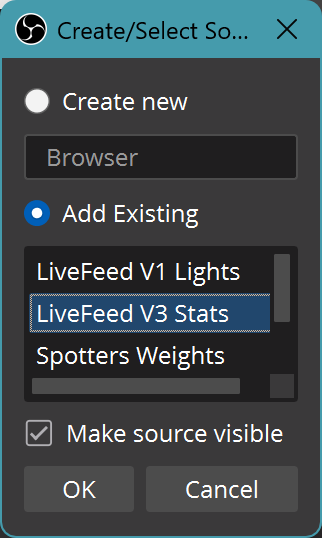 Create/Select So...
Create new
Browser
Add Existing
LiveFeed V1 Lights
LiveFeed V3 Stats
Spotters Weights
Make source visible
OK
Cancel